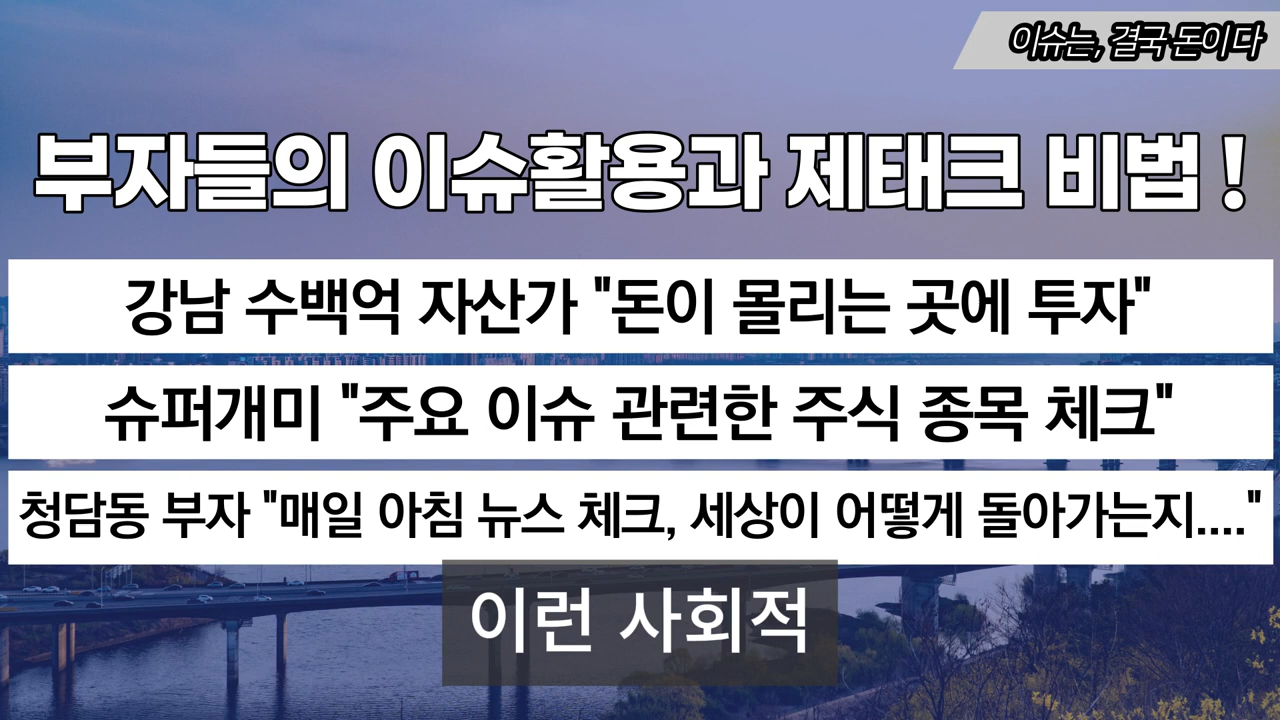 이슈는, 결국 돈이다
부자들의 이슈활용과 제태크 비법 !
강남 수백억 자산가 "돈이 몰리는 곳에 투자"
슈퍼개미 "주요 이슈 관련한 주식 종목 체크"
청담동 부자 "매일 아침 뉴스 체크, 세상이 어떻게 돌아가는지...."
이런 사회적